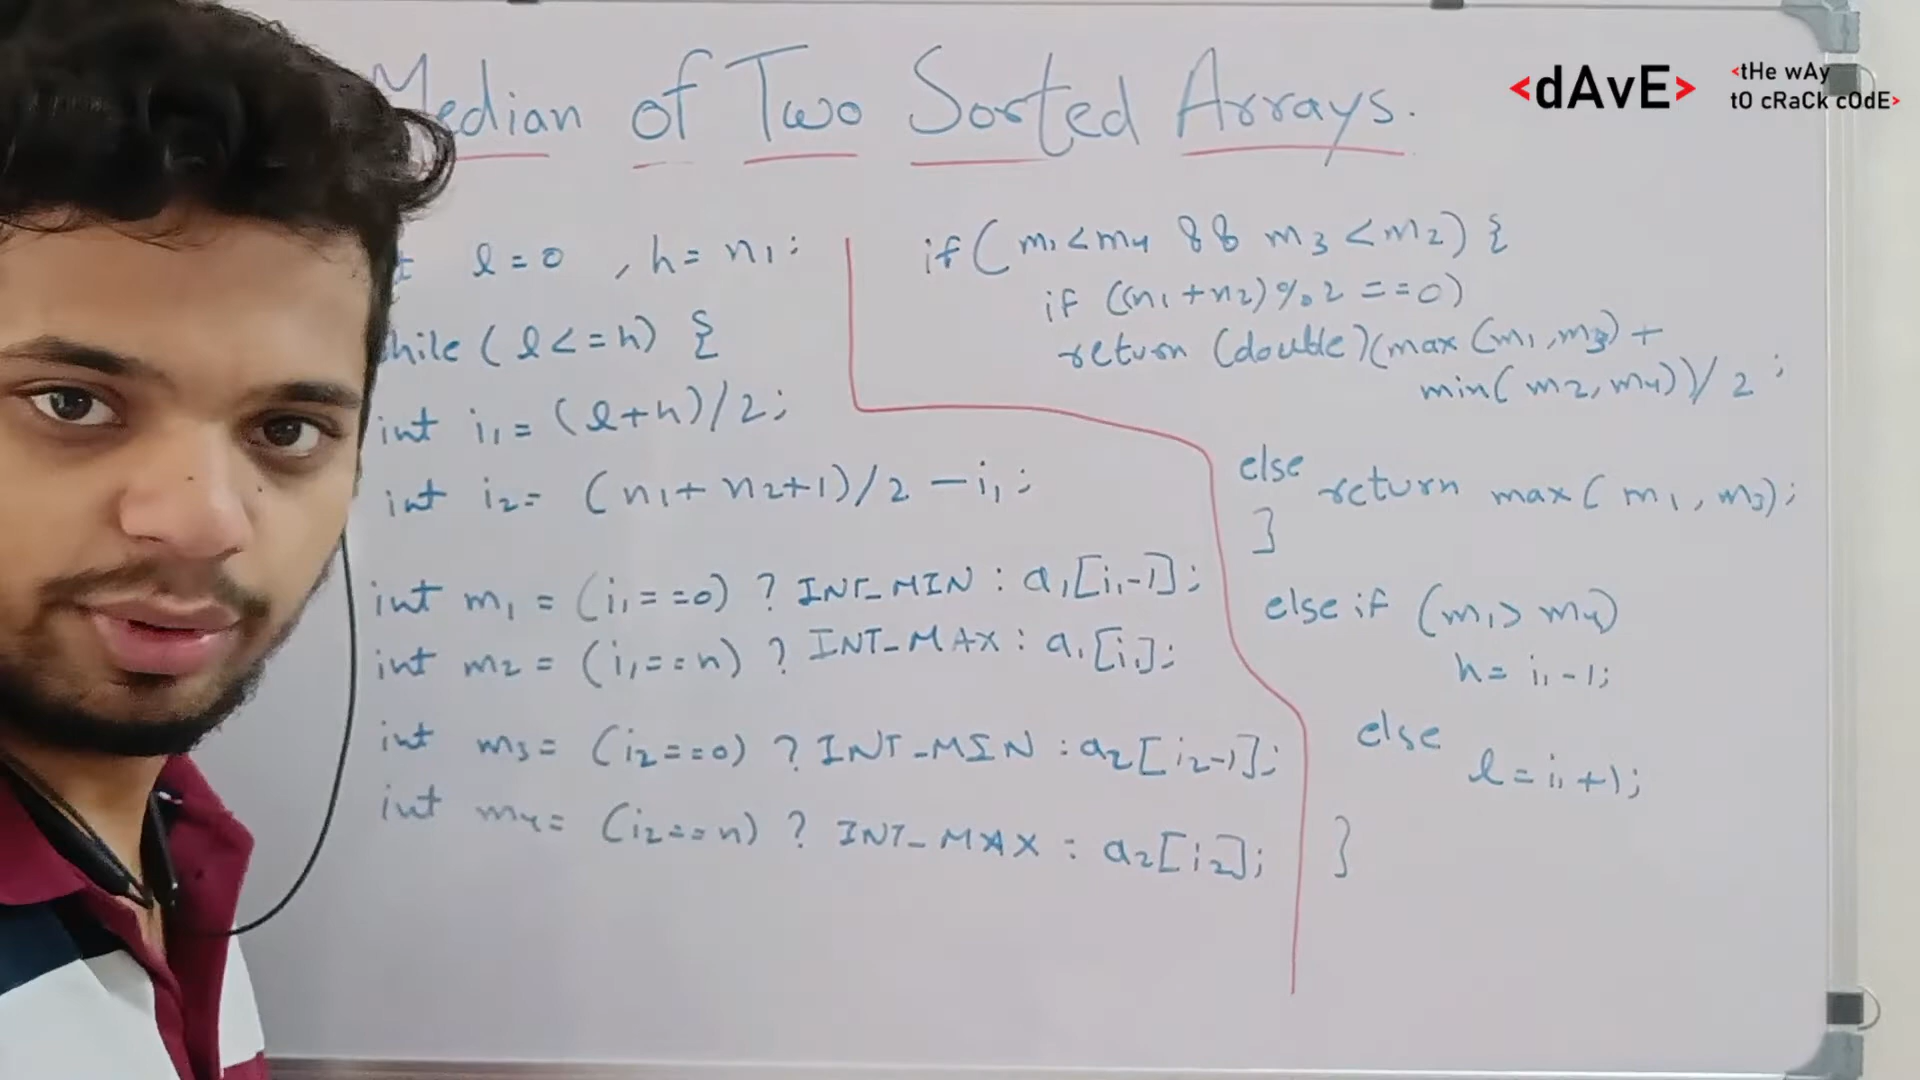 Median of Two Sorted Arrays.
<dAvE>
<tHe wAy
tO cRaCk cOdE>
l=0 , h= n1;
while (l<=h) {
int i1= (l+h)/2;
int i2= (n1+n2+1)/2 - i1;
int m1 = (i1==0) ? INT_MIN : a1[i1-1];
int m2 = (i1==n) ? INT_MAX : a1[i1];
int m3= (i2==0) ? INT_MIN : a2[i2-1];
int m4= (i2==n) ? INT_MAX : a2[i2];
if(m1<m4 && m3<m2) {
if ((n1+n2)%2 ==0)
return (double)(max(m1,m3)+
min(m2,m4))/2;
else
return max(m1,m3);
}
else if (m1>m4)
h= i1-1;
else
l=i1+1;
}